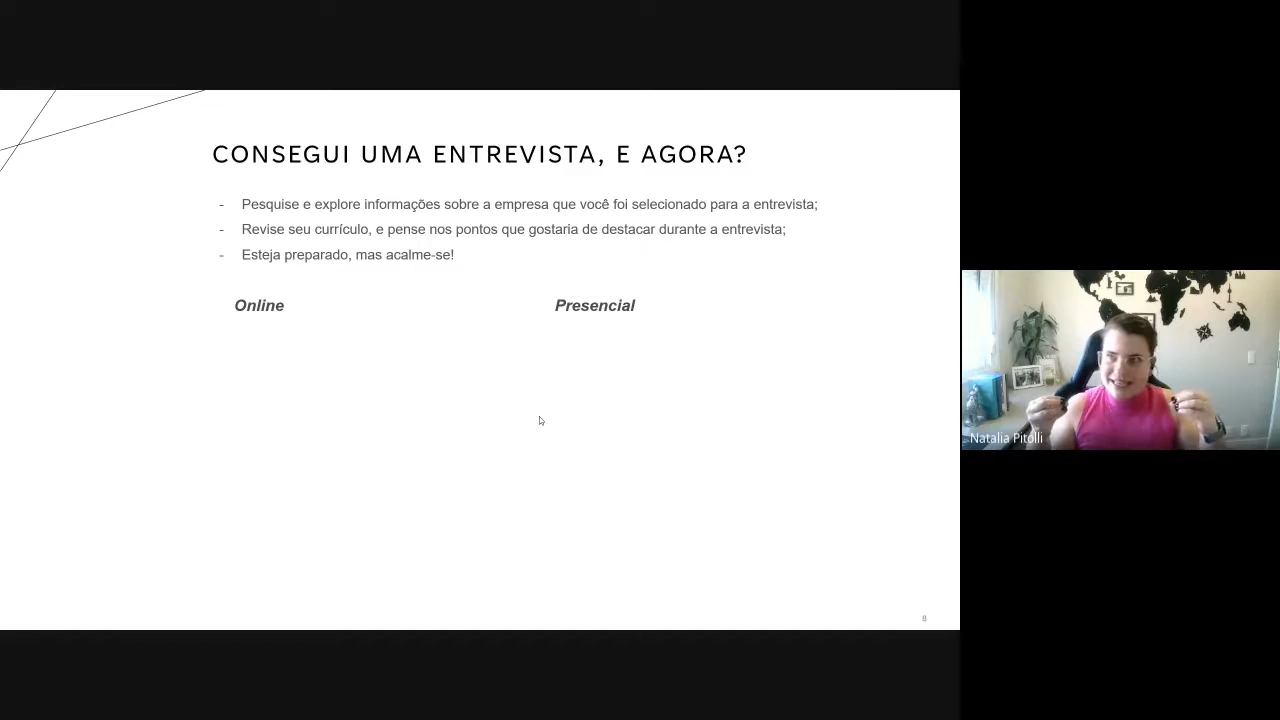 CONSEGUI UMA ENTREVISTA, E AGORA?
- Pesquise e explore informações sobre a empresa que você foi selecionado para a entrevista;
- Revise seu currículo, e pense nos pontos que gostaria de destacar durante a entrevista;
- Esteja preparado, mas acalme-se!
Online
Presencial
Natalia Pitolli
8